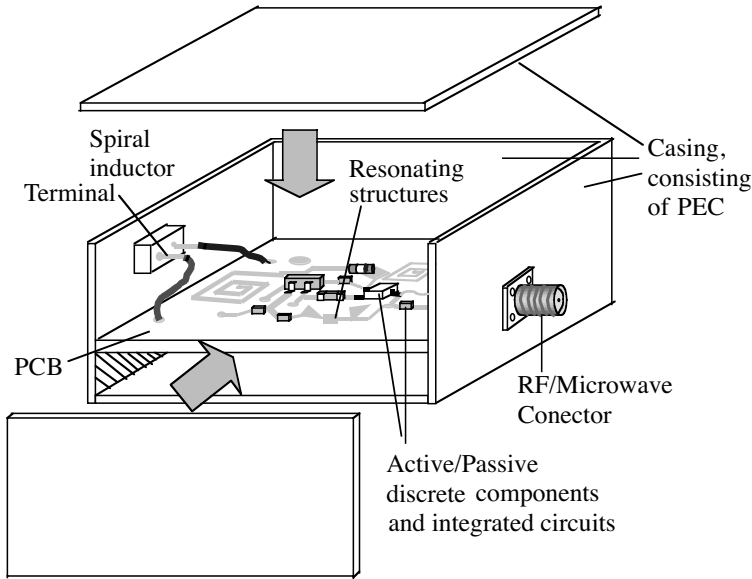 Spiral
inductor
Terminal
Resonating
structures
Casing,
consisting
of PEC
PCB
RF/Microwave
Conector
Active/Passive
discrete components
and integrated circuits